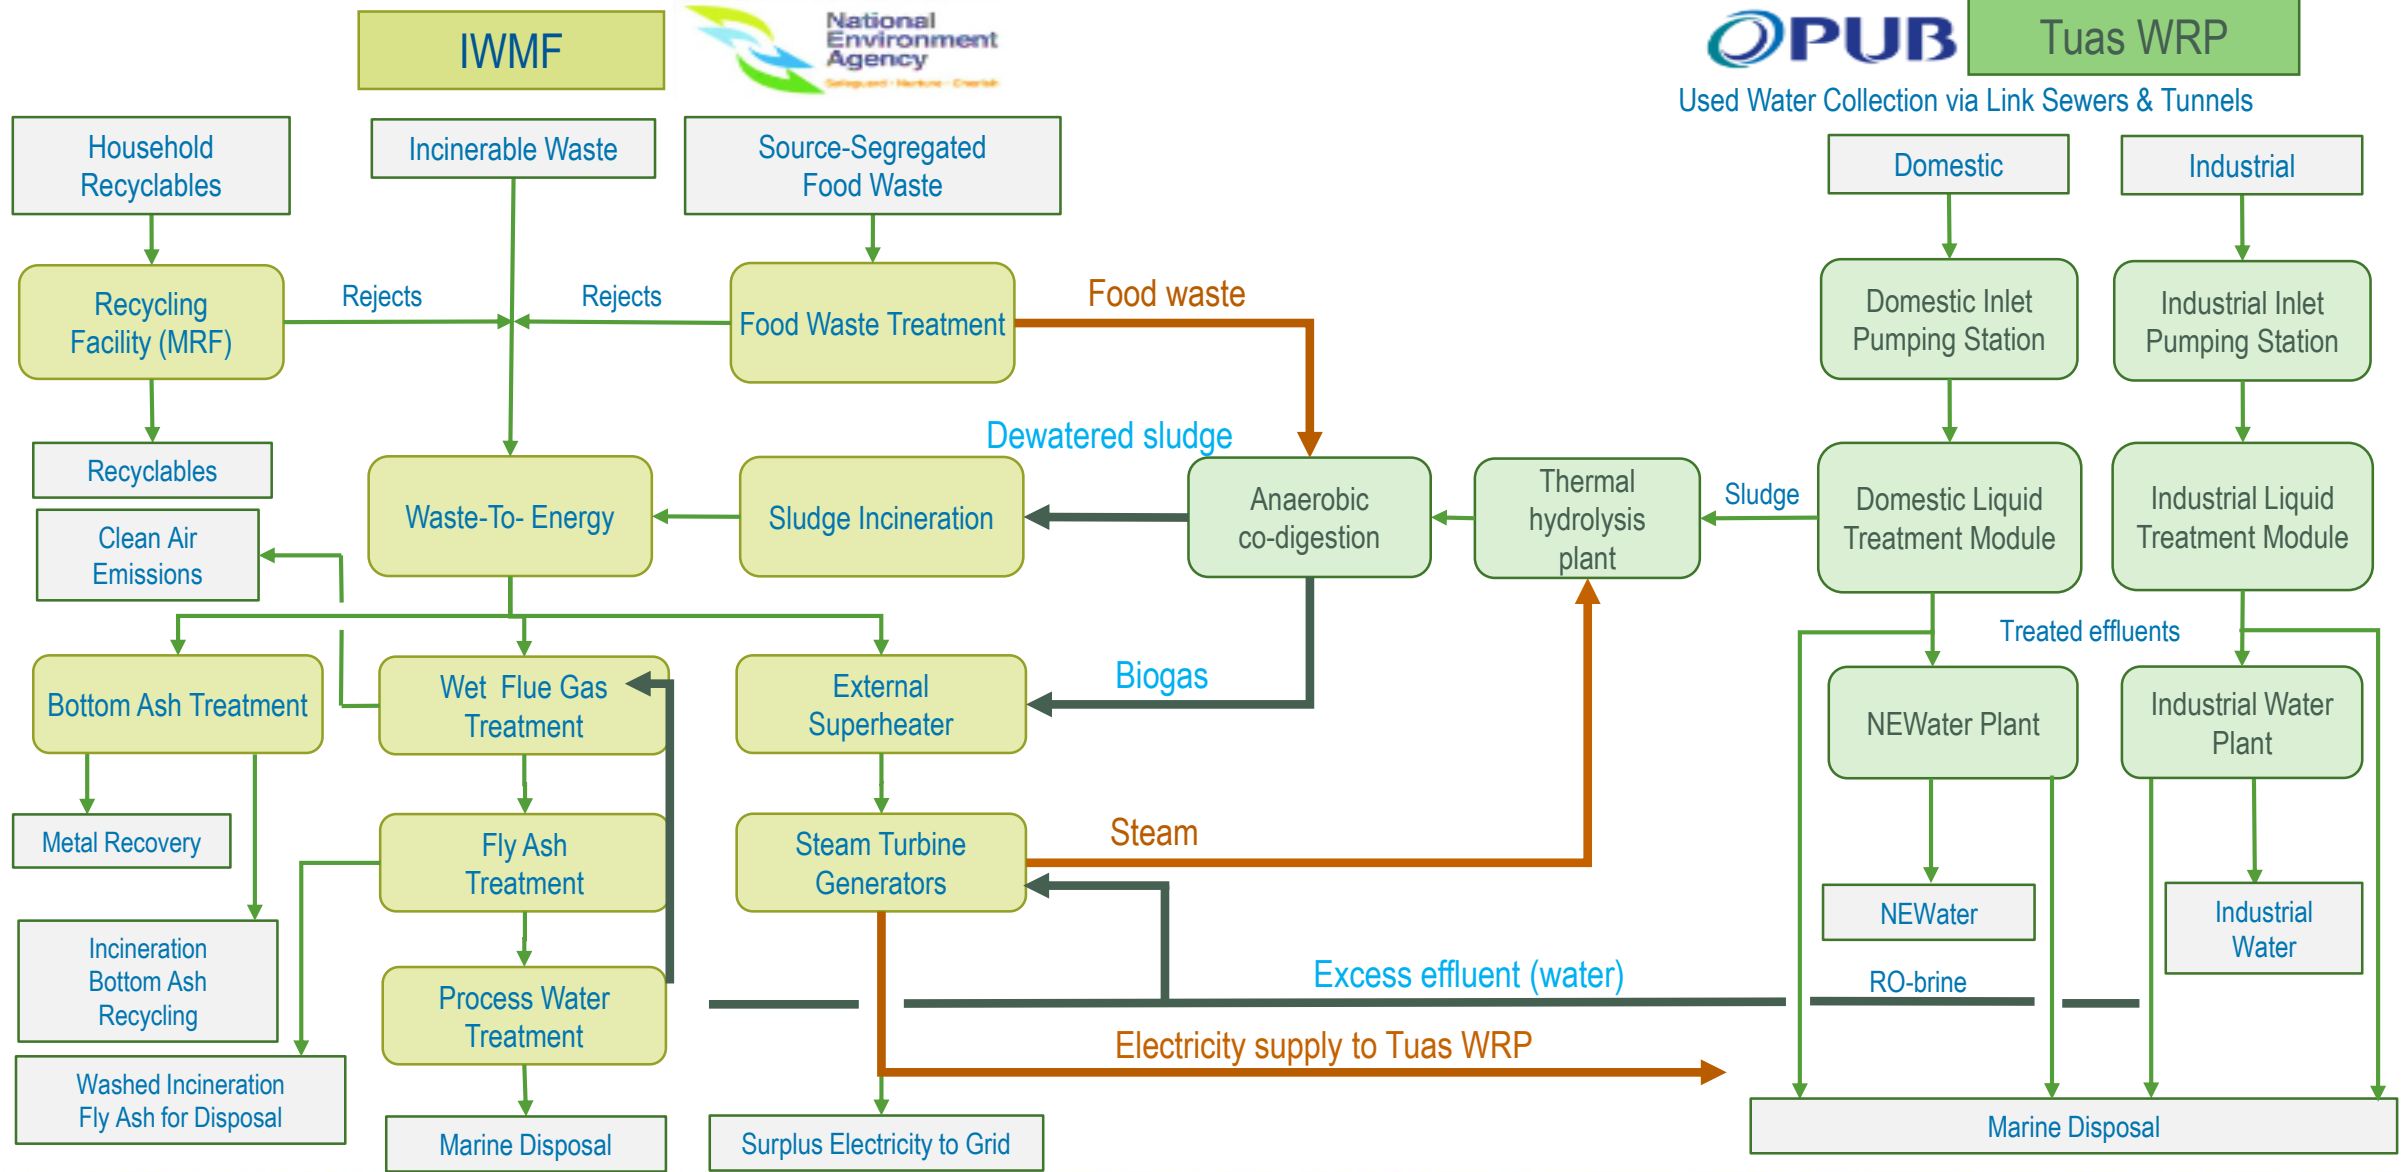 IWMF
National
Environment
Agency
Safeguard · Nurture · Cherish
PUB
Tuas WRP
Used Water Collection via Link Sewers & Tunnels
Household
Recyclables
Incinerable Waste
Source-Segregated
Food Waste
Domestic
Industrial
Recycling
Facility (MRF)
Rejects
Rejects
Food Waste Treatment
Food waste
Domestic Inlet
Pumping Station
Industrial Inlet
Pumping Station
Recyclables
Dewatered sludge
Waste-To- Energy
Sludge Incineration
Anaerobic
co-digestion
Thermal
hydrolysis
plant
Sludge
Domestic Liquid
Treatment Module
Industrial Liquid
Treatment Module
Clean Air
Emissions
Treated effluents
Bottom Ash Treatment
Wet Flue Gas
Treatment
External
Superheater
Biogas
NEWater Plant
Industrial Water
Plant
Metal Recovery
Fly Ash
Treatment
Steam Turbine
Generators
Steam
NEWater
Industrial
Water
Incineration
Bottom Ash
Recycling
Process Water
Treatment
Excess effluent (water)
RO-brine
Electricity supply to Tuas WRP
Washed Incineration
Fly Ash for Disposal
Marine Disposal
Surplus Electricity to Grid
Marine Disposal